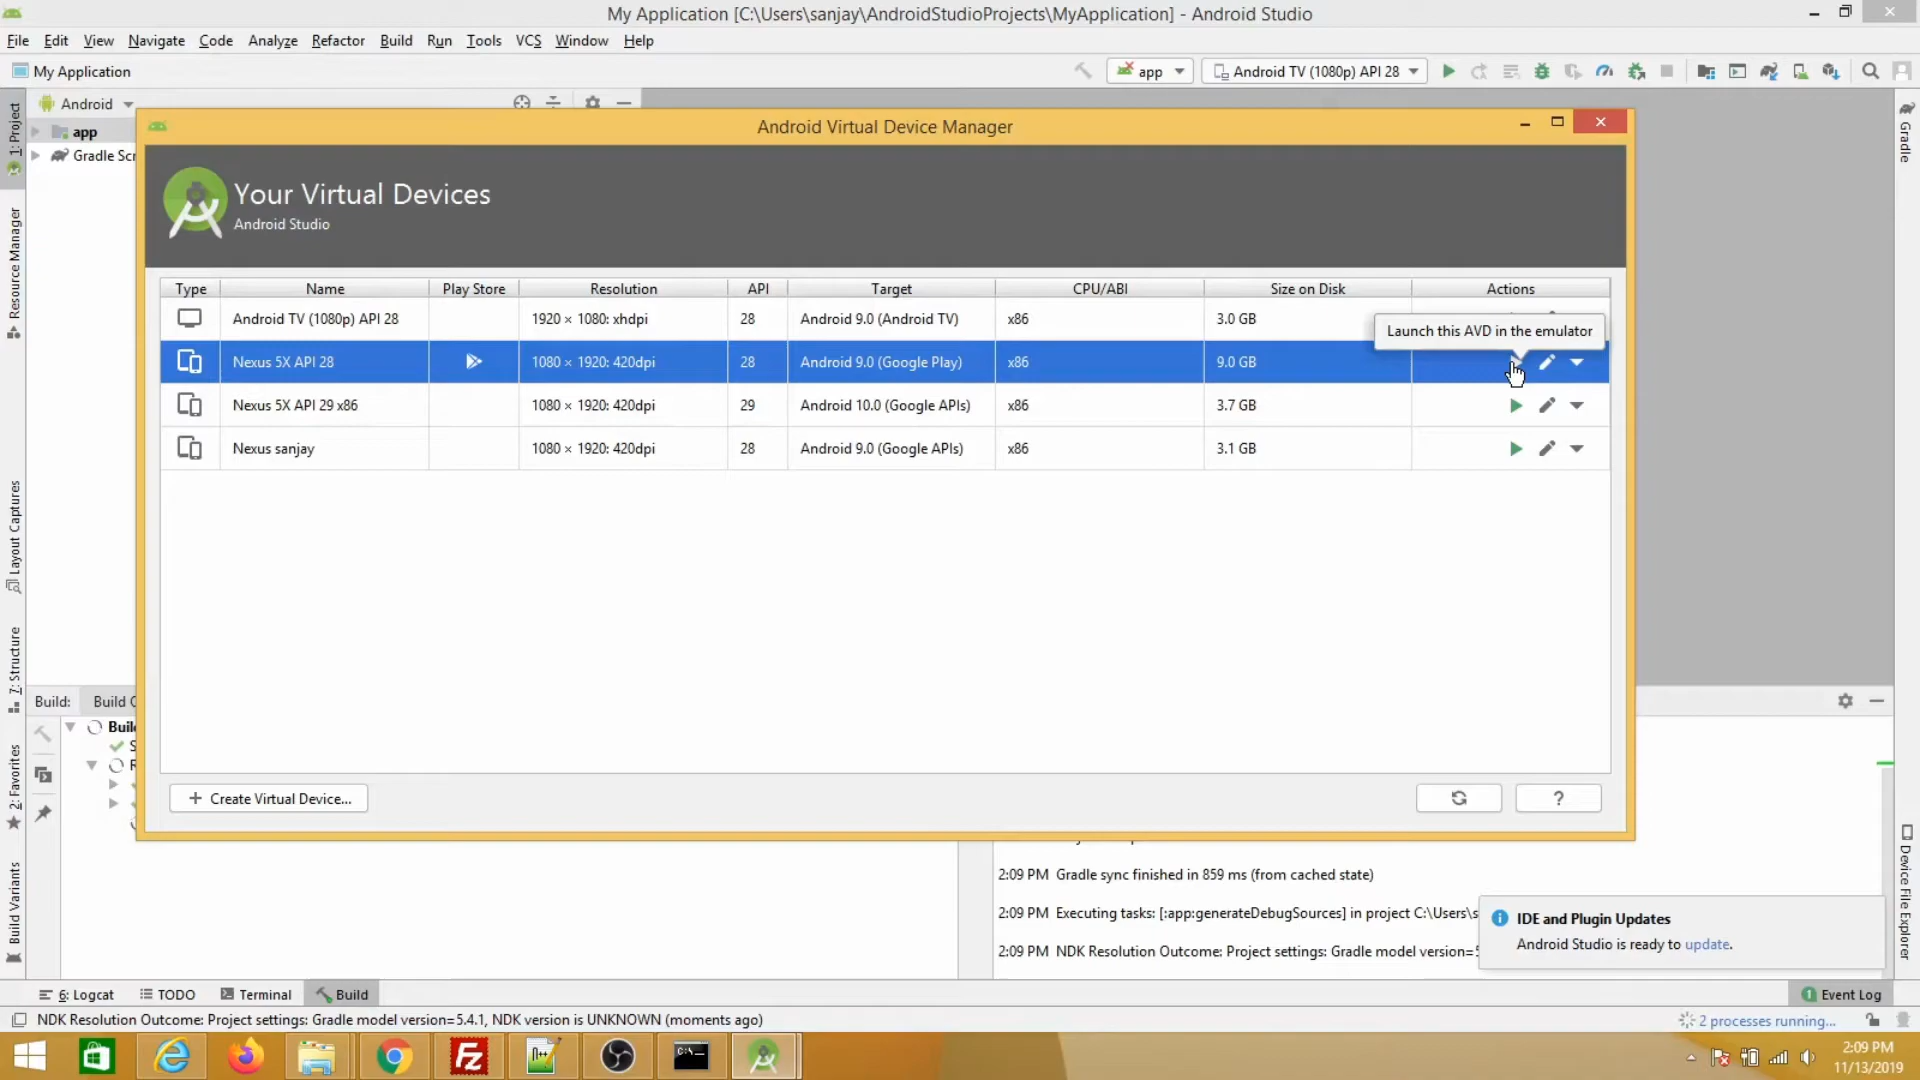 My Application [C:\Users\sanjay\AndroidStudioProjects\MyApplication] - Android Studio
File Edit View Navigate Code Analyze Refactor Build Run Tools VCS Window Help
My Application
app
Android TV (1080p) API 28
1: Project
Resource Manager
Layout Captures
7: Structure
2: Favorites
Build Variants
Gradle
Device File Explorer
Android
app
Android Virtual Device Manager
Your Virtual Devices
Android Studio
Type Name Play Store Resolution API Target CPU/ABI Size on Disk Actions
Android TV (1080p) API 28 1920 × 1080: xhdpi 28 Android 9.0 (Android TV) x86 3.0 GB
Launch this AVD in the emulator
Nexus 5X API 28 1080 × 1920: 420dpi 28 Android 9.0 (Google Play) x86 9.0 GB
Nexus 5X API 29 x86 1080 × 1920: 420dpi 29 Android 10.0 (Google APIs) x86 3.7 GB
Nexus sanjay 1080 × 1920: 420dpi 28 Android 9.0 (Google APIs) x86 3.1 GB
+ Create Virtual Device...
?
Build:
2:09 PM Gradle sync finished in 859 ms (from cached state)
2:09 PM Executing tasks: [:app:generateDebugSources] in project C:\Users\s
2:09 PM NDK Resolution Outcome: Project settings: Gradle model version=
IDE and Plugin Updates
Android Studio is ready to update.
6: Logcat TODO Terminal Build
1 Event Log
NDK Resolution Outcome: Project settings: Gradle model version=5.4.1, NDK version is UNKNOWN (moments ago)
2 processes running...
2:09 PM
11/13/2019